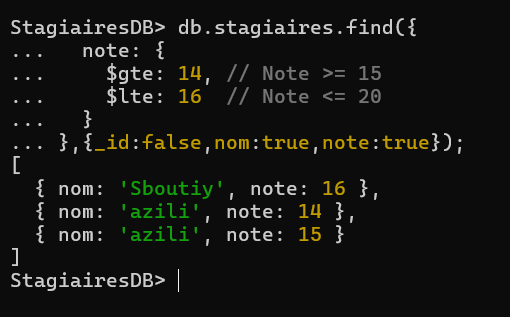 StagiairesDB> db.stagiaires.find({
...   note: {
...     $gte: 14, // Note >= 15
...     $lte: 16  // Note <= 20
...   }
... },{_id:false,nom:true,note:true});
[
  { nom: 'Sboutiy', note: 16 },
  { nom: 'azili', note: 14 },
  { nom: 'azili', note: 15 }
]
StagiairesDB>